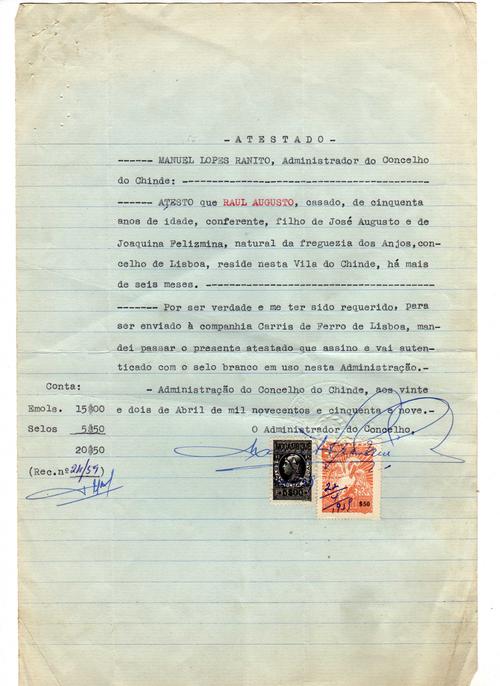 - A T E S T A D O -
------ MANUEL LOPES RANITO, Administrador do Concelho
do Chinde: -------------------------------------------
------ ATESTO que RAUL AUGUSTO, casado, de cinquenta
anos de idade, conferente, filho de José Augusto e de
Joaquina Felizmina, natural da freguezia dos Anjos,con-
celho de Lisboa, reside nesta Vila do Chinde, há mais
de seis meses. ----------------------------------------
------- Por ser verdade e me ter sido requerido, para
ser enviado à companhia Carris de Ferro de Lisboa, man-
dei passar o presente atestado que assino e vai auten-
ticado com o selo branco em uso nesta Administração.-
- Administração do Concelho do Chinde, aos vinte
e dois de Abril de mil novecentos e cinquenta e nove.-
O Administrador do Concelho,
Conta:
Emols. 15$00
Selos 5$50
20$50
(Rec.nº 211/59)
MOÇAMBIQUE
5$00
$50